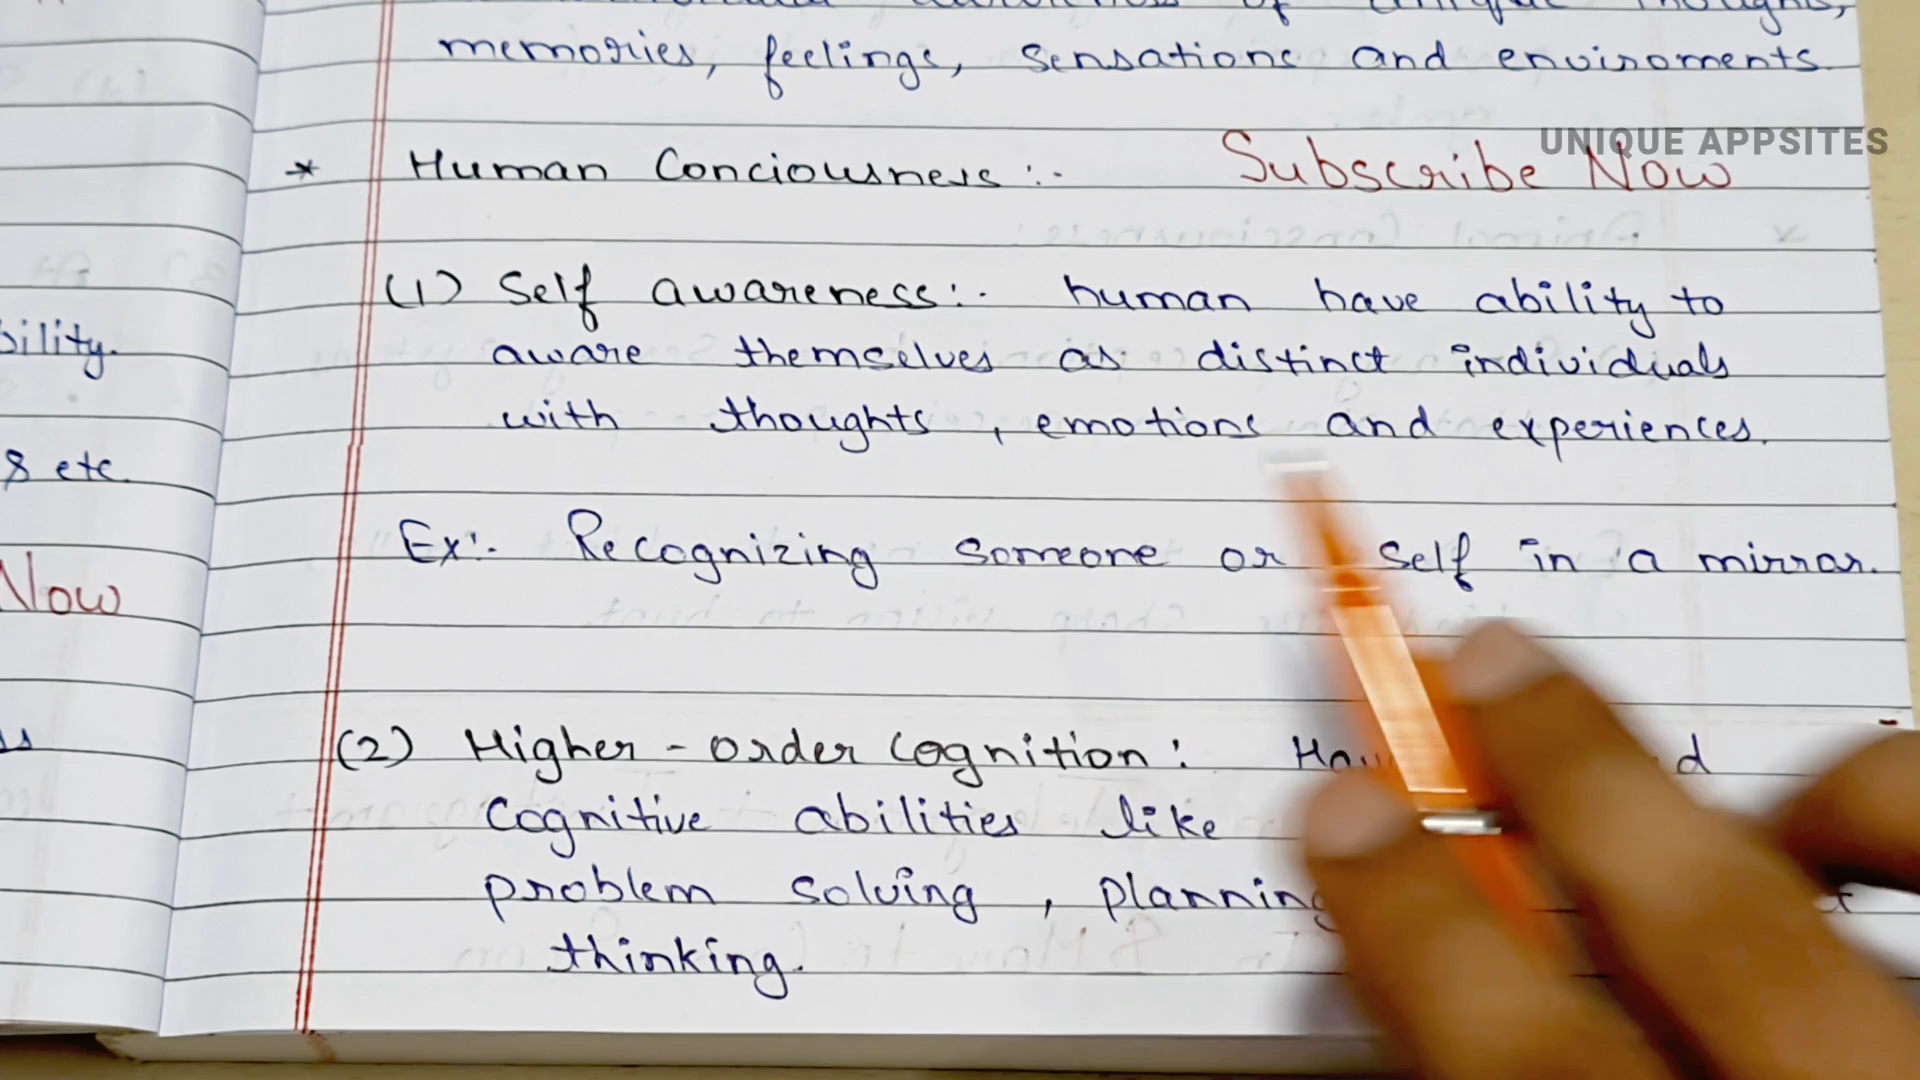 memories, feelings, sensations and enviroments.
* Human Conciousness :-
Subscribe Now
UNIQUE APPSITES
(1) Self awareness:- human have ability to
aware themselves as distinct individuals
with thoughts, emotions and experiences.
Ex:- Recognizing someone or self in a mirror.
(2) Higher-order Cognition:
Cognitive abilities like
problem solving, planning
thinking.
bility.
8 etc.
Now